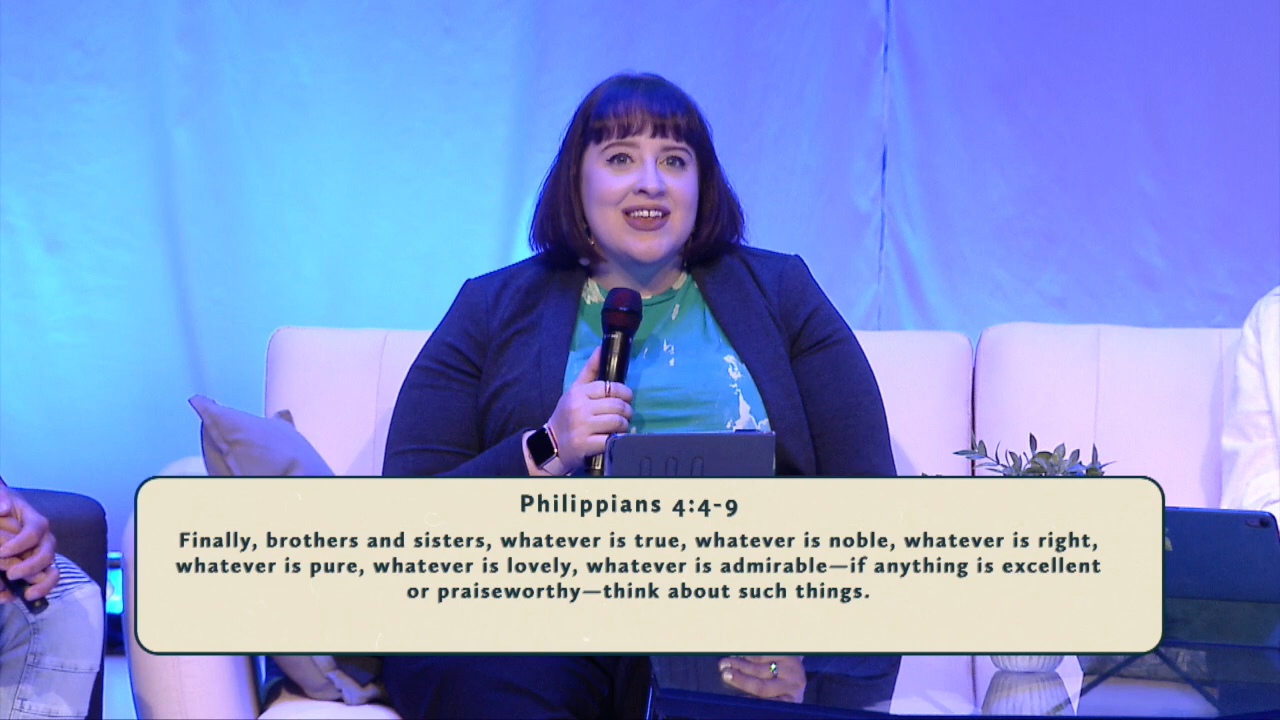 Philippians 4:4-9
Finally, brothers and sisters, whatever is true, whatever is noble, whatever is right,
whatever is pure, whatever is lovely, whatever is admirable—if anything is excellent
or praiseworthy—think about such things.